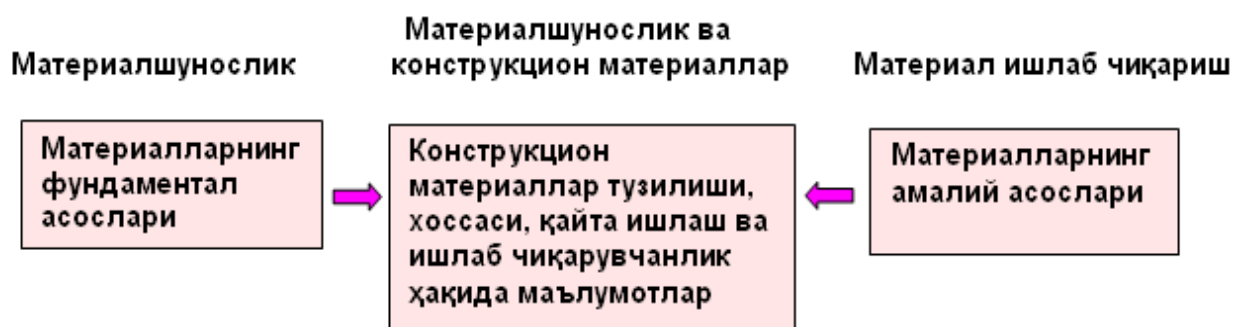 Материалшунослик
Материалшунослик ва
конструкцион материаллар
Материал ишлаб чиқариш
Материалларнинг
фундаментал
асослари
Конструкцион
материаллар тузилиши,
хоссаси, қайта ишлаш ва
ишлаб чиқарувчанлик
ҳақида маълумотлар
Материалларнинг
амалий асослари